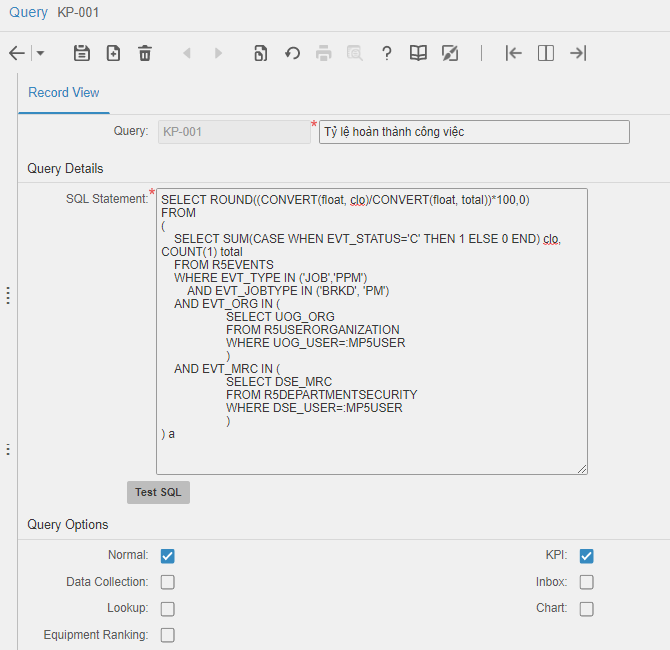 Query KP-001
Record View
Query: KP-001 * Tỷ lệ hoàn thành công việc
Query Details
SQL Statement: *
SELECT ROUND((CONVERT(float, clo)/CONVERT(float, total))*100,0)
FROM
(
SELECT SUM(CASE WHEN EVT_STATUS='C' THEN 1 ELSE 0 END) clo,
COUNT(1) total
FROM R5EVENTS
WHERE EVT_TYPE IN ('JOB','PPM')
AND EVT_JOBTYPE IN ('BRKD', 'PM')
AND EVT_ORG IN (
SELECT UOG_ORG
FROM R5USERORGANIZATION
WHERE UOG_USER=:MP5USER
)
AND EVT_MRC IN (
SELECT DSE_MRC
FROM R5DEPARTMENTSECURITY
WHERE DSE_USER=:MP5USER
)
) a
Test SQL
Query Options
Normal: KPI:
Data Collection: Inbox:
Lookup: Chart:
Equipment Ranking: